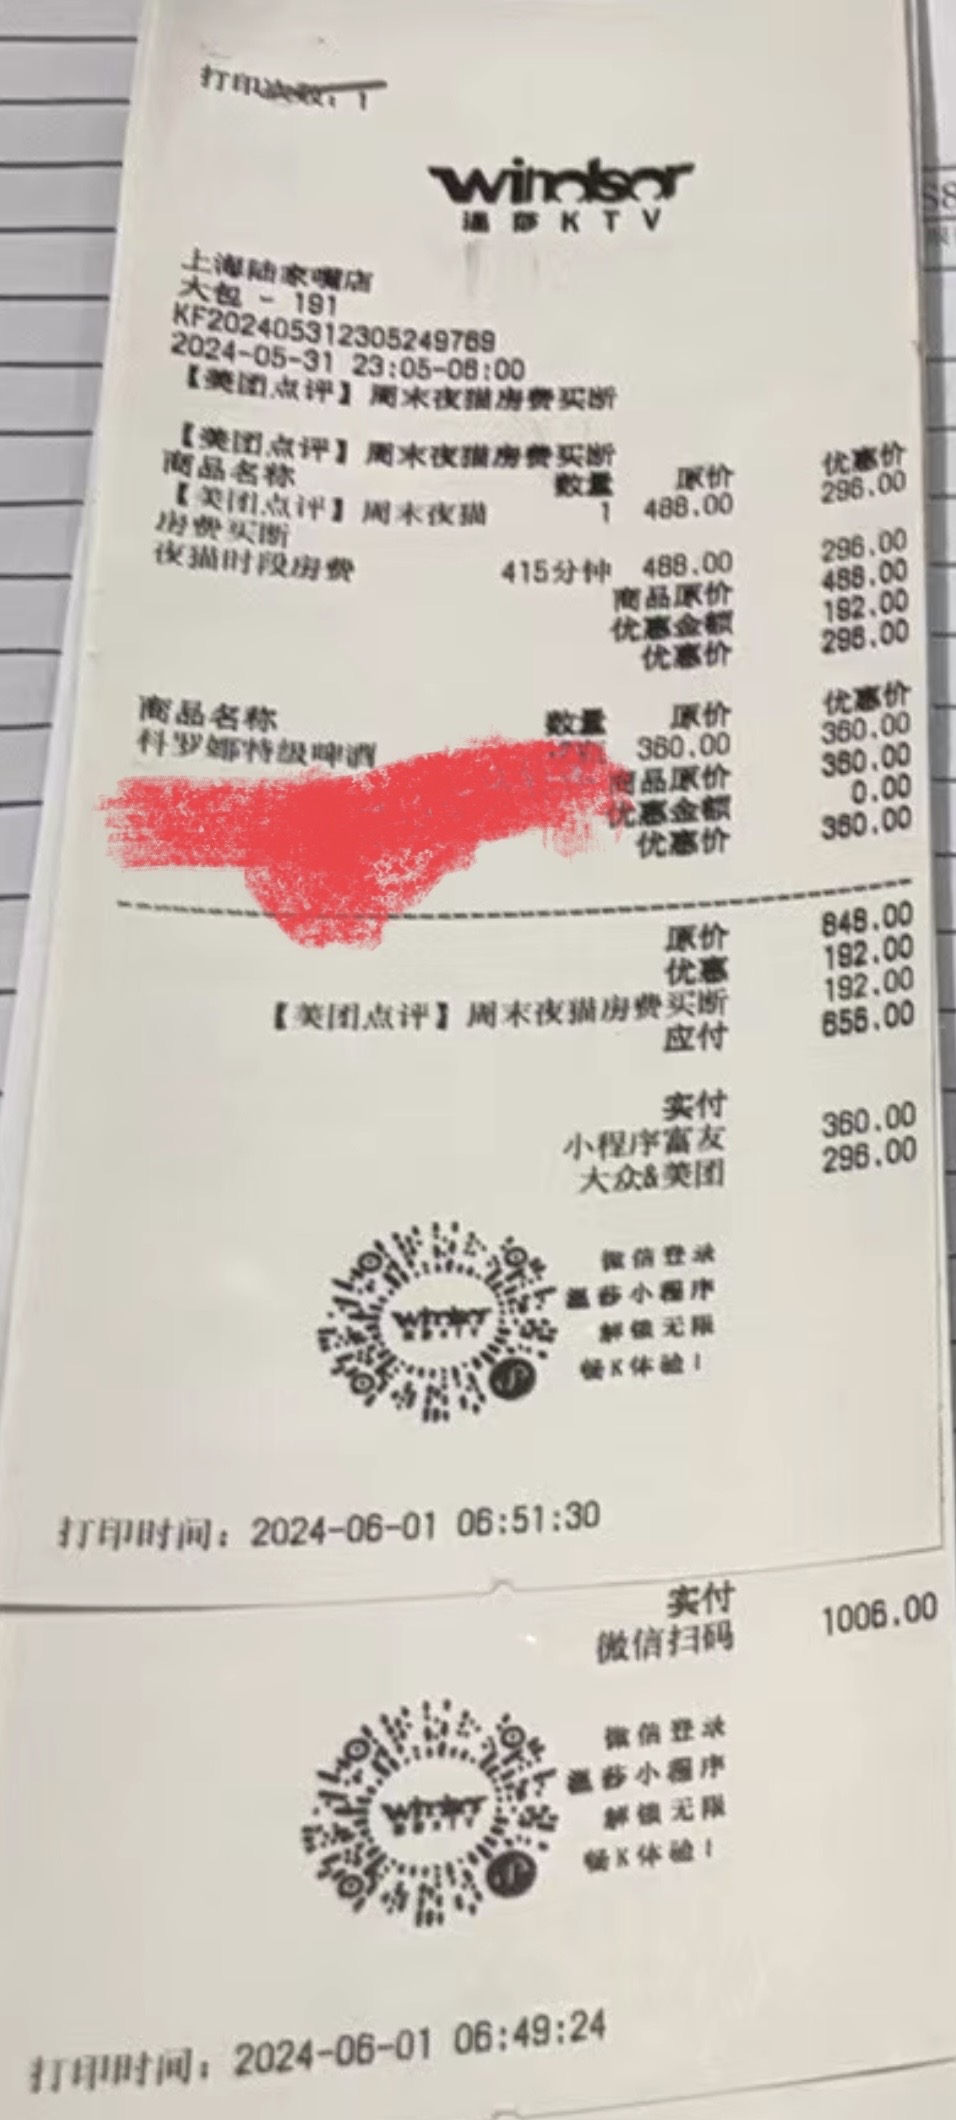 打印次数：1
windsor
温莎KTV
上海陆家嘴店
大包 - 191
KF202405312305249789
2024-05-31 23:05-06:00
【美团点评】周末夜猫房费买断
【美团点评】周末夜猫房费买断
商品名称 数量 原价 优惠价
【美团点评】周末夜猫 1 488.00 296.00
房费买断
夜猫时段房费 415分钟 488.00 296.00
商品原价 488.00
优惠金额 192.00
优惠价 296.00
商品名称 数量 原价 优惠价
科罗娜特级啤酒 360.00 360.00
商品原价 360.00
优惠金额 0.00
优惠价 360.00
原价 848.00
优惠 192.00
【美团点评】周末夜猫房费买断 192.00
应付 656.00
实付
小程序富友 360.00
大众&美团 296.00
微信登录
温莎小程序
解锁无限
畅K体验！
打印时间：2024-06-01 06:51:30
实付
微信扫码 1006.00
微信登录
温莎小程序
解锁无限
畅K体验！
打印时间：2024-06-01 06:49:24